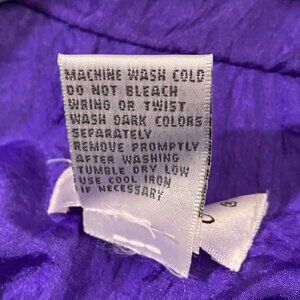 MACHINE WASH COLD
DO NOT BLEACH
WRING OR TWIST
WASH DARK COLORS
SEPARATELY
REMOVE PROMPTLY
AFTER WASHING
TUMBLE DRY LOW
USE COOL IRON
IF NECESSARY